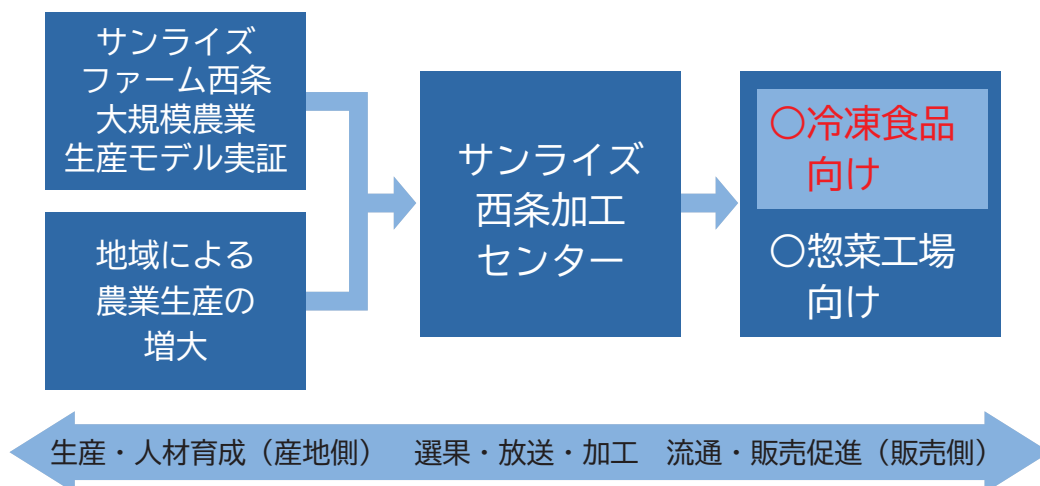 サンライズ
ファーム西条
大規模農業
生産モデル実証
地域による
農業生産の
増大
サンライズ
西条加工
センター
〇冷凍食品
向け
〇惣菜工場
向け
生産・人材育成（産地側） 選果・放送・加工 流通・販売促進（販売側）